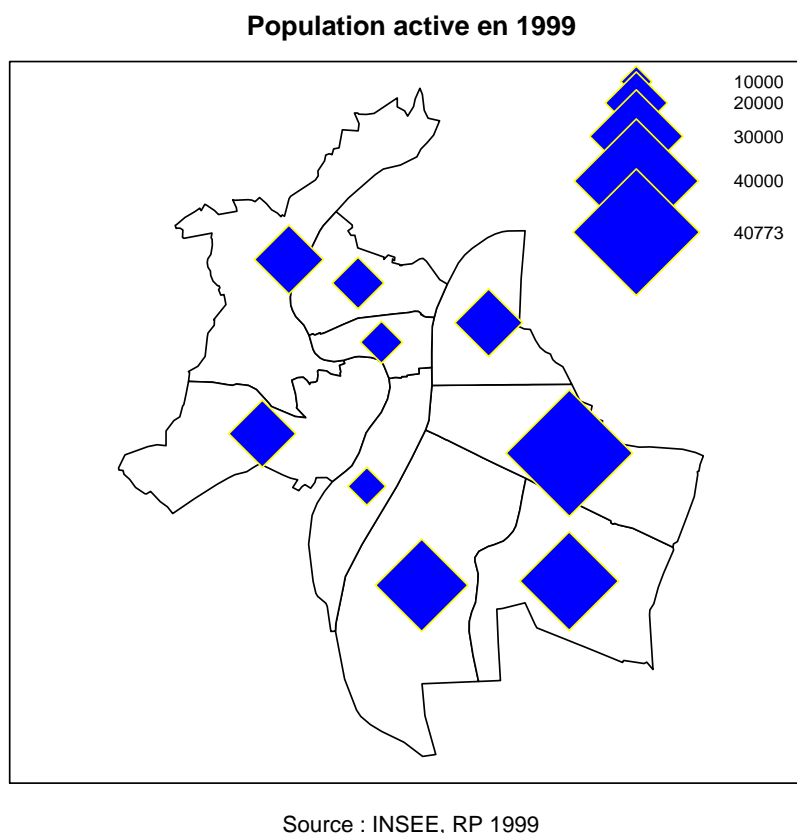 Population active en 1999
10000
20000
30000
40000
40773
Source : INSEE, RP 1999